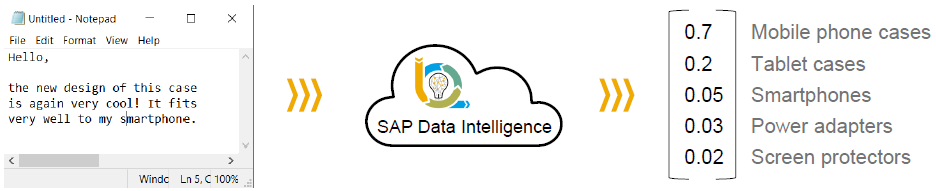 Untitled - Notepad
File Edit Format View Help
Hello,
the new design of this case
is again very cool! It fits
very well to my smartphone.
Windc Ln 5, C 100%
SAP Data Intelligence
0.7 Mobile phone cases
0.2 Tablet cases
0.05 Smartphones
0.03 Power adapters
0.02 Screen protectors